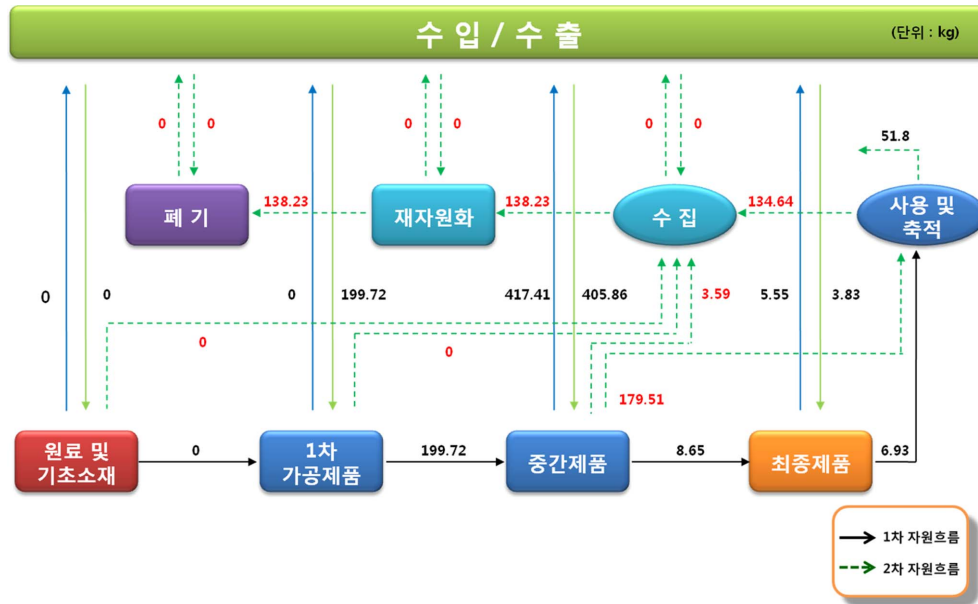 수 입 / 수 출
(단위 : kg)
0
0
0
0
0
0
51.8
폐 기
138.23
재자원화
138.23
수 집
134.64
사용 및
축적
0
0
0
199.72
417.41
405.86
3.59
5.55
3.83
0
0
179.51
원료 및
기초소재
0
1차
가공제품
199.72
중간제품
8.65
최종제품
6.93
1차 자원흐름
2차 자원흐름